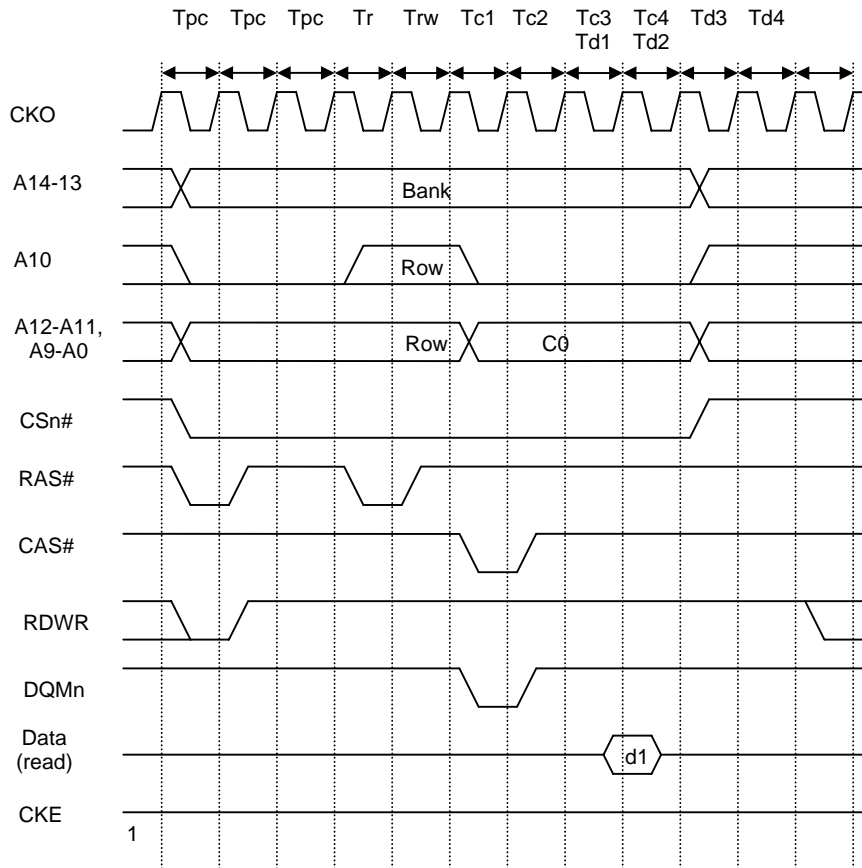 Tpc Tpc Tpc Tr Trw Tc1 Tc2 Tc3 Tc4 Td3 Td4
Td1 Td2
CKO
A14-13
Bank
A10
Row
A12-A11,
A9-A0
Row
C0
CSn#
RAS#
CAS#
RDWR
DQMn
Data
(read)
d1
CKE
1